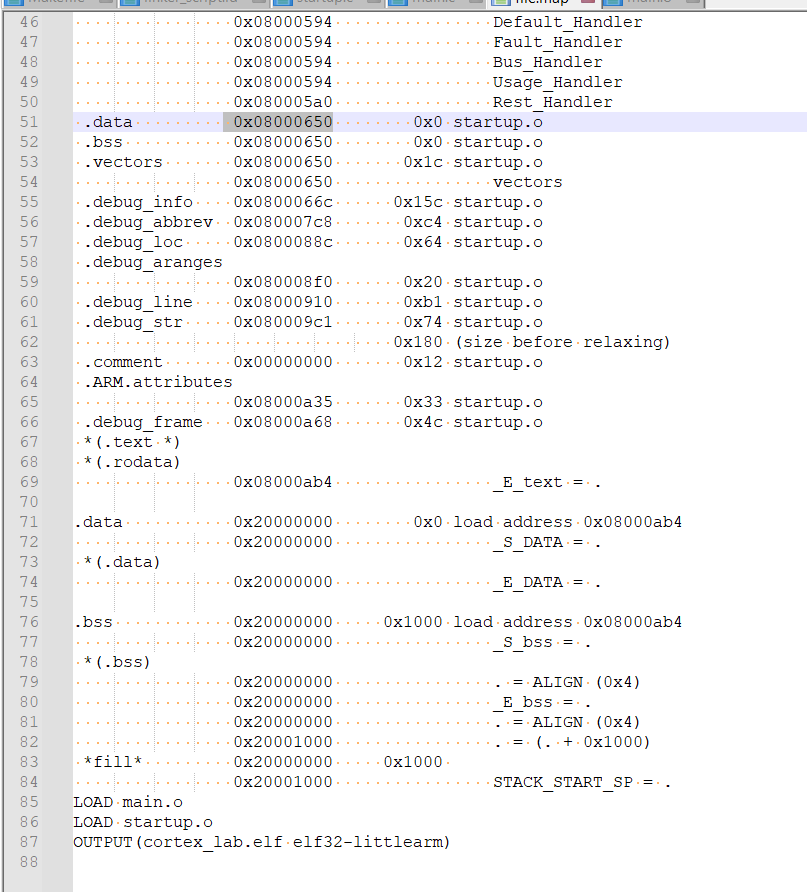 file.map
46 0x08000594 Default_Handler
47 0x08000594 Fault_Handler
48 0x08000594 Bus_Handler
49 0x08000594 Usage_Handler
50 0x080005a0 Rest_Handler
51 .data 0x08000650 0x0 startup.o
52 .bss 0x08000650 0x0 startup.o
53 .vectors 0x08000650 0x1c startup.o
54 0x08000650 vectors
55 .debug_info 0x0800066c 0x15c startup.o
56 .debug_abbrev 0x080007c8 0xc4 startup.o
57 .debug_loc 0x0800088c 0x64 startup.o
58 .debug_aranges
59 0x080008f0 0x20 startup.o
60 .debug_line 0x08000910 0xb1 startup.o
61 .debug_str 0x080009c1 0x74 startup.o
62 0x180 (size before relaxing)
63 .comment 0x00000000 0x12 startup.o
64 .ARM.attributes
65 0x08000a35 0x33 startup.o
66 .debug_frame 0x08000a68 0x4c startup.o
67 *(.text *)
68 *(.rodata)
69 0x08000ab4 _E_text = .
70
71 .data 0x20000000 0x0 load address 0x08000ab4
72 0x20000000 _S_DATA = .
73 *(.data)
74 0x20000000 _E_DATA = .
75
76 .bss 0x20000000 0x1000 load address 0x08000ab4
77 0x20000000 _S_bss = .
78 *(.bss)
79 0x20000000 . = ALIGN (0x4)
80 0x20000000 _E_bss = .
81 0x20000000 . = ALIGN (0x4)
82 0x20001000 . = (. + 0x1000)
83 *fill* 0x20000000 0x1000
84 0x20001000 STACK_START_SP = .
85 LOAD main.o
86 LOAD startup.o
87 OUTPUT(cortex_lab.elf elf32-littlearm)
88